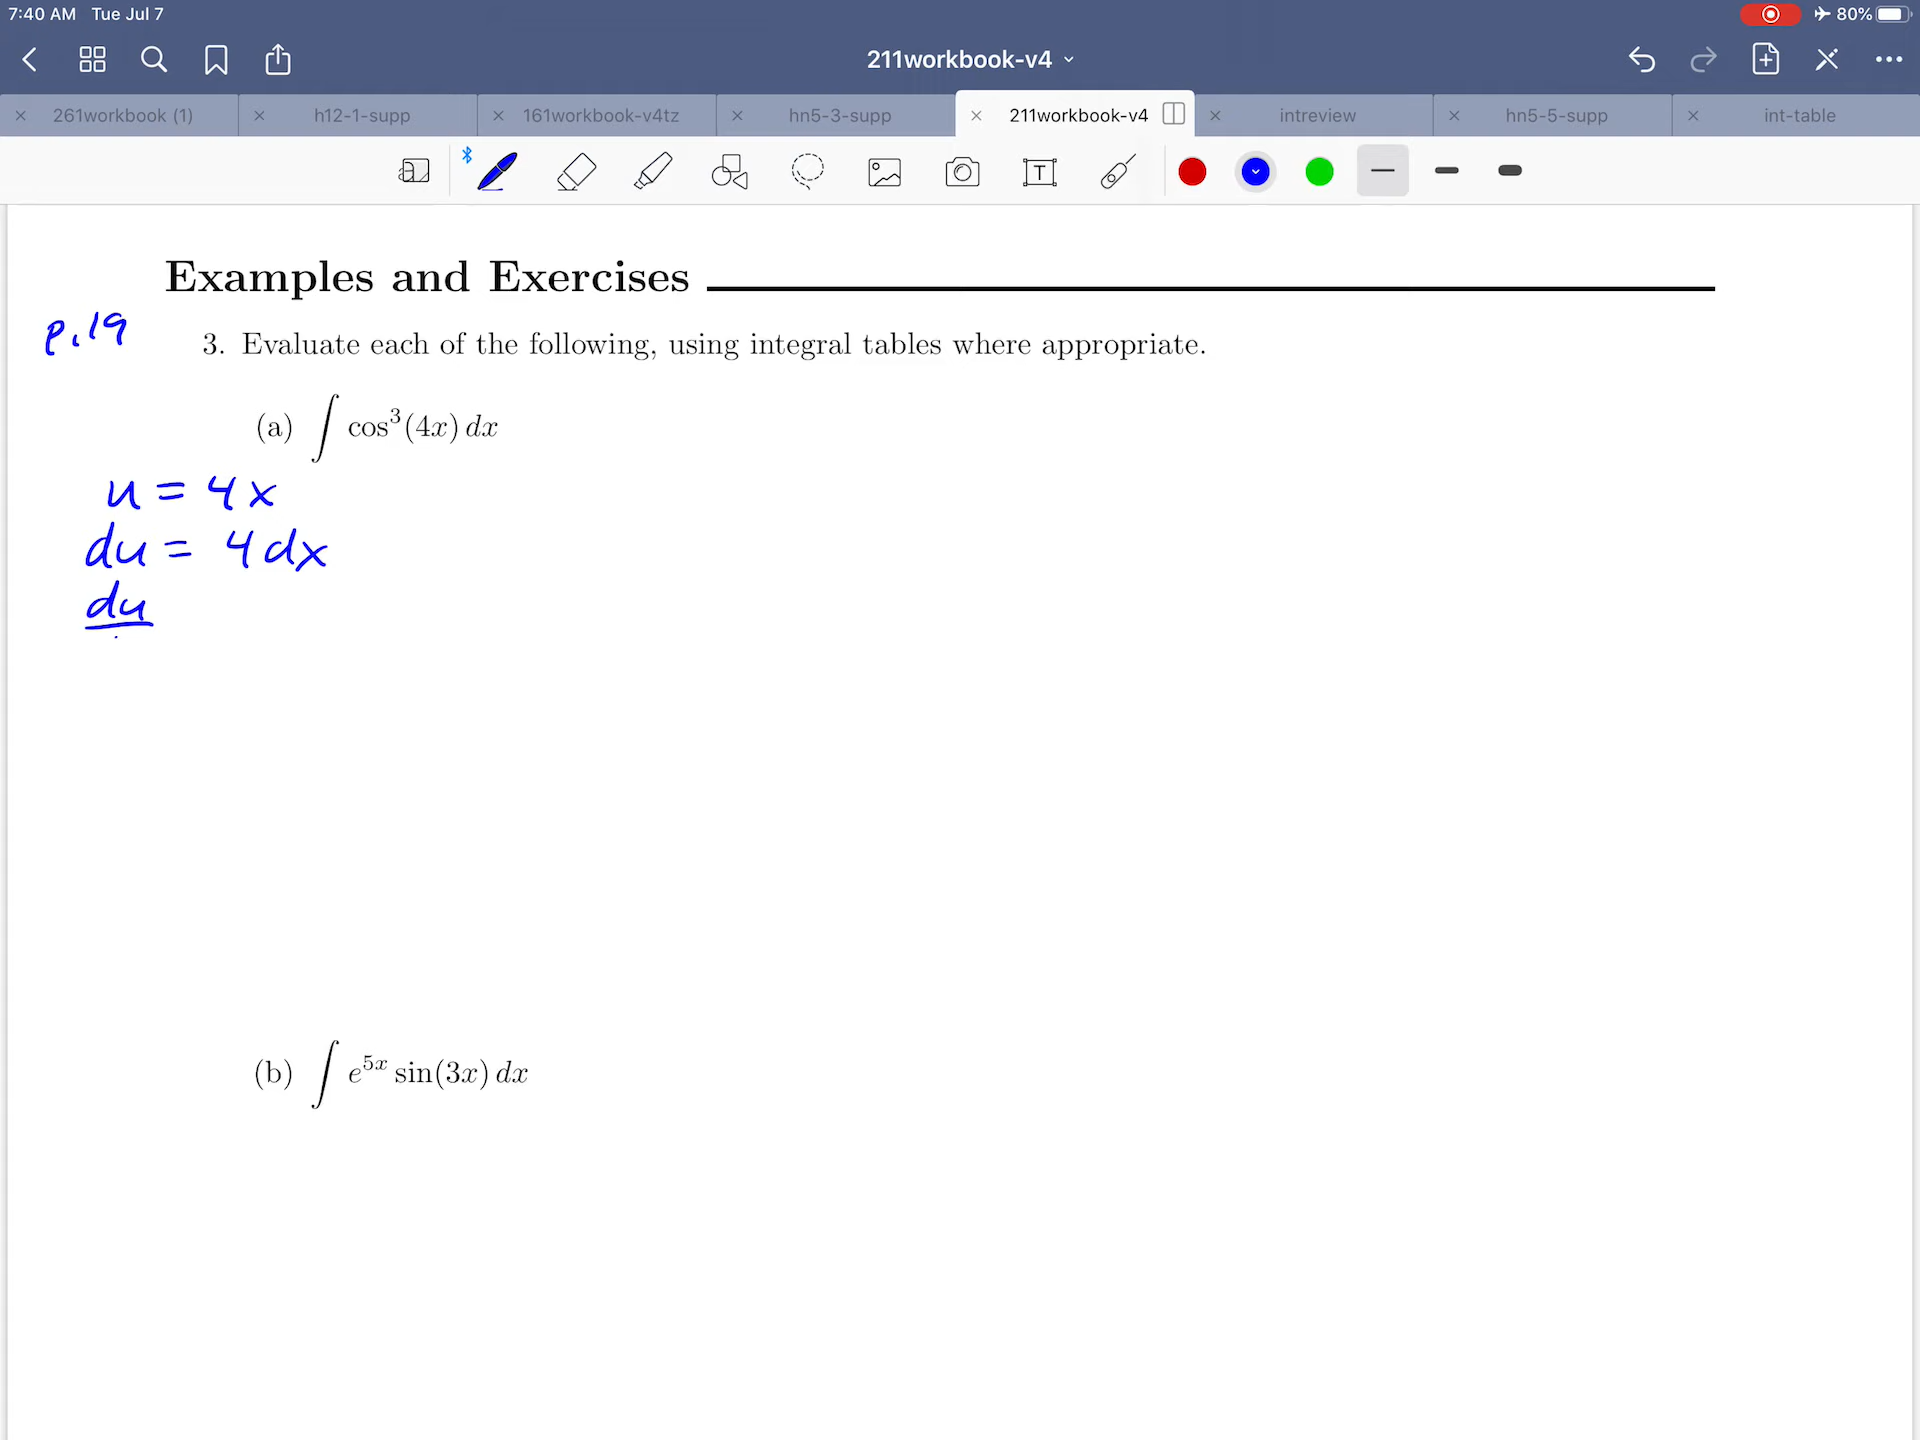 7:40 AM Tue Jul 7 80%
211workbook-v4
261workbook (1) h12-1-supp 161workbook-v4tz hn5-3-supp 211workbook-v4 intreview hn5-5-supp int-table
Examples and Exercises
p.19
3. Evaluate each of the following, using integral tables where appropriate.
(a) ∫ cos³(4x) dx
u = 4x
du = 4dx
du
(b) ∫ e⁵ˣ sin(3x) dx